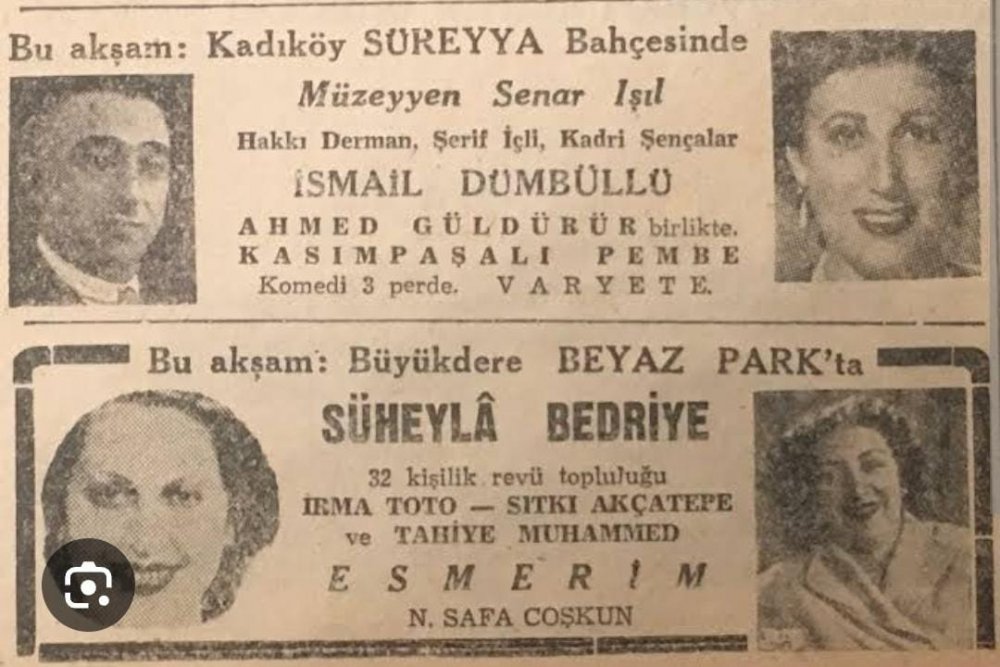 Bu akşam: Kadıköy SÜREYYA Bahçesinde
Müzeyyen Senar Işıl
Hakkı Derman, Şerif İçli, Kadri Şençalar
İSMAİL DÜMBÜLLÜ
AHMED GÜLDÜRÜR birlikte.
KASIMPAŞALI PEMBE
Komedi 3 perde. VARYETE.
Bu akşam: Büyükdere BEYAZ PARK'ta
SÜHEYLÂ BEDRİYE
32 kişilik revü topluluğu
İRMA TOTO — SITKI AKÇATEPE
ve TAHİYE MUHAMMED
ESMERİM
N. SAFA COŞKUN